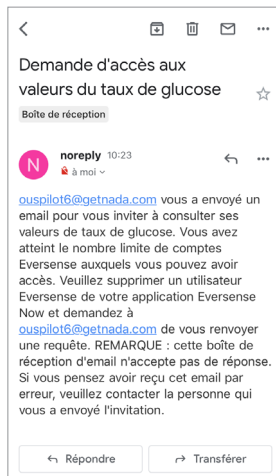 Demande d'accès aux
valeurs du taux de glucose
Boîte de réception
N
noreply 10:23
à moi
ouspilot6@getnada.com vous a envoyé un
email pour vous inviter à consulter ses
valeurs de taux de glucose. Vous avez
atteint le nombre limite de comptes
Eversense auxquels vous pouvez avoir
accès. Veuillez supprimer un utilisateur
Eversense de votre application Eversense
Now et demandez à
ouspilot6@getnada.com de vous renvoyer
une requête. REMARQUE : cette boîte de
réception d'email n'accepte pas de réponse.
Si vous pensez avoir reçu cet email par
erreur, veuillez contacter la personne qui
vous a envoyé l'invitation.
Répondre
Transférer